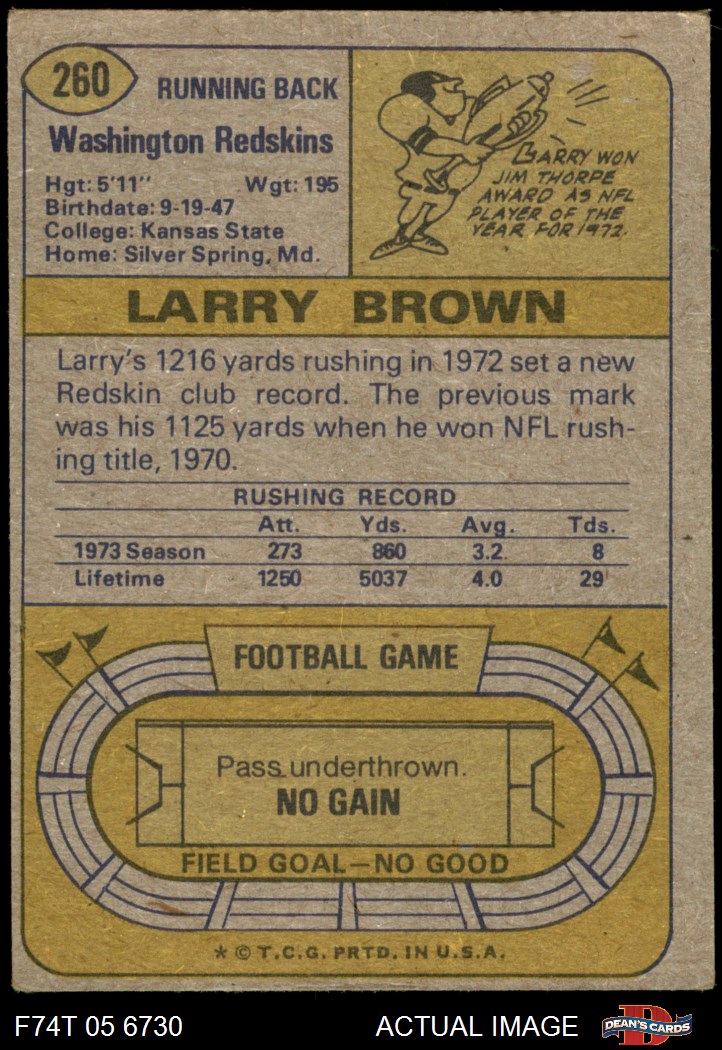 260
RUNNING BACK
Washington Redskins
Hgt: 5'11'' Wgt: 195
Birthdate: 9-19-47
College: Kansas State
Home: Silver Spring, Md.
LARRY WON
JIM THORPE
AWARD AS NFL
PLAYER OF THE
YEAR FOR 1972.
LARRY BROWN
Larry's 1216 yards rushing in 1972 set a new
Redskin club record. The previous mark
was his 1125 yards when he won NFL rush-
ing title, 1970.
RUSHING RECORD
Att. Yds. Avg. Tds.
1973 Season 273 860 3.2 8
Lifetime 1250 5037 4.0 29
FOOTBALL GAME
Pass underthrown.
NO GAIN
FIELD GOAL—NO GOOD
* © T.C.G. PRTD. IN U.S.A.
F74T 05 6730 ACTUAL IMAGE D DEAN'S CARDS